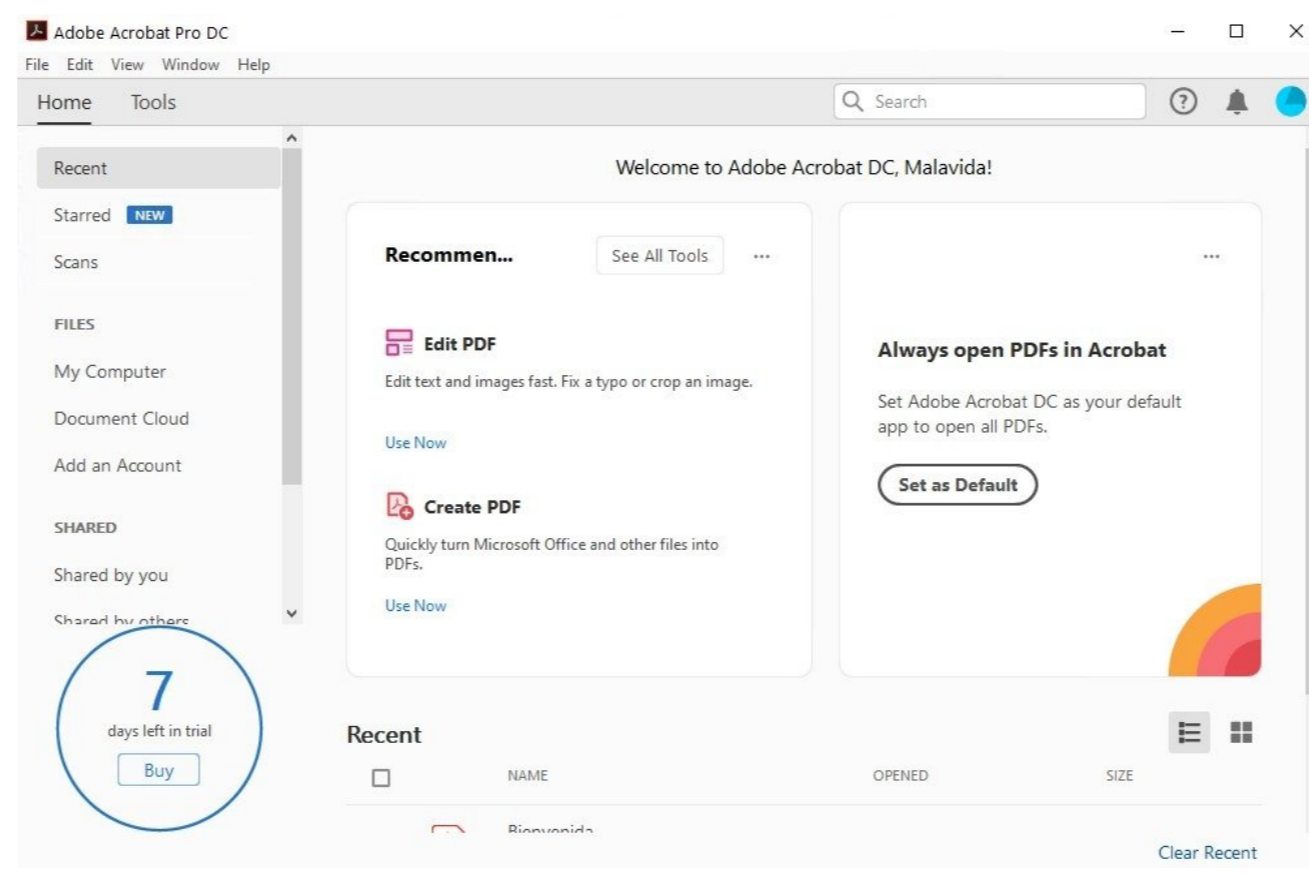 Adobe Acrobat Pro DC
File Edit View Window Help
Home Tools
Search
Recent
Starred NEW
Scans
FILES
My Computer
Document Cloud
Add an Account
SHARED
Shared by you
Shared by others
7
days left in trial
Buy
Welcome to Adobe Acrobat DC, Malavida!
Recommen...
See All Tools
Edit PDF
Edit text and images fast. Fix a typo or crop an image.
Use Now
Create PDF
Quickly turn Microsoft Office and other files into
PDFs.
Use Now
Always open PDFs in Acrobat
Set Adobe Acrobat DC as your default
app to open all PDFs.
Set as Default
Recent
NAME OPENED SIZE
Bienvenida
Clear Recent